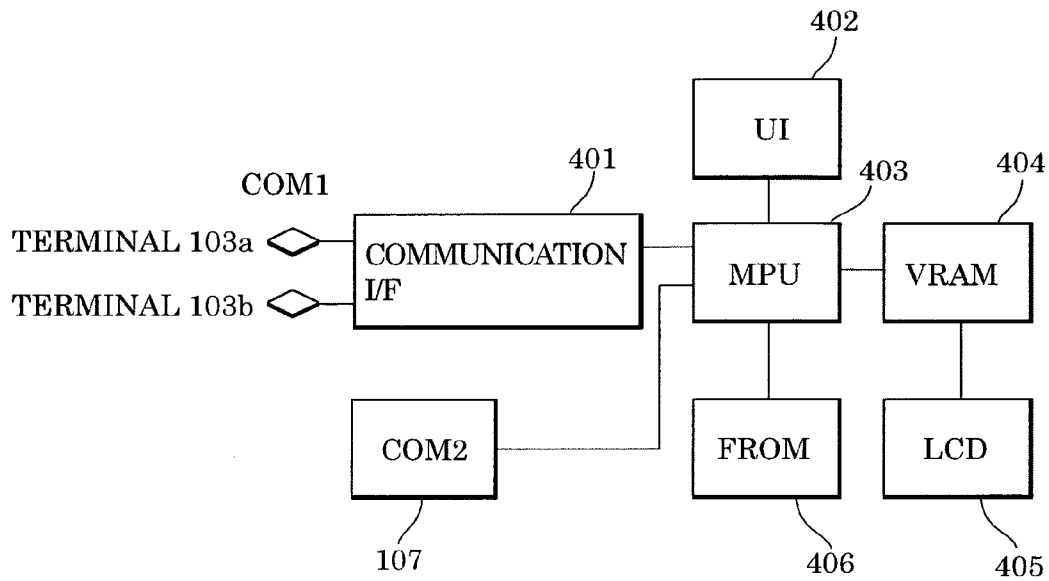 402
UI
401
403
404
COM1
TERMINAL 103a
COMMUNICATION
I/F
MPU
VRAM
TERMINAL 103b
COM2
FROM
LCD
107
406
405